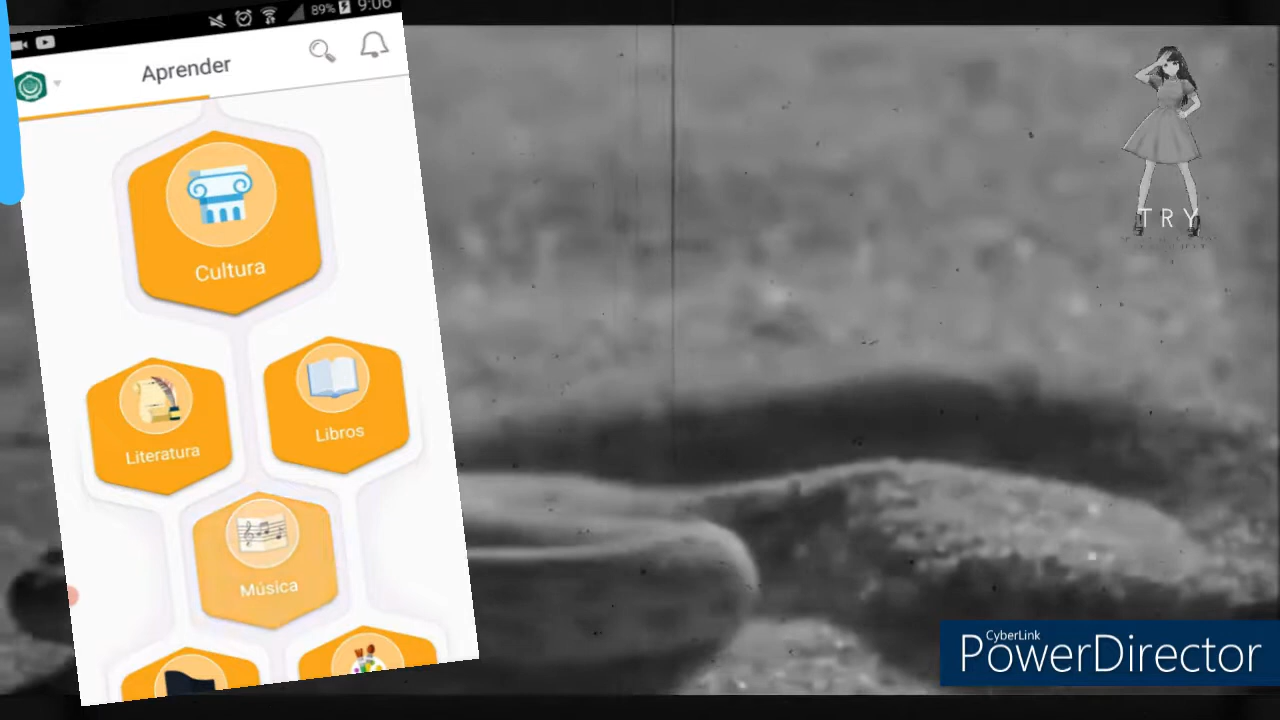 89% 9:06
Aprender
Cultura
Literatura
Libros
Música
TRY
CyberLink
PowerDirector